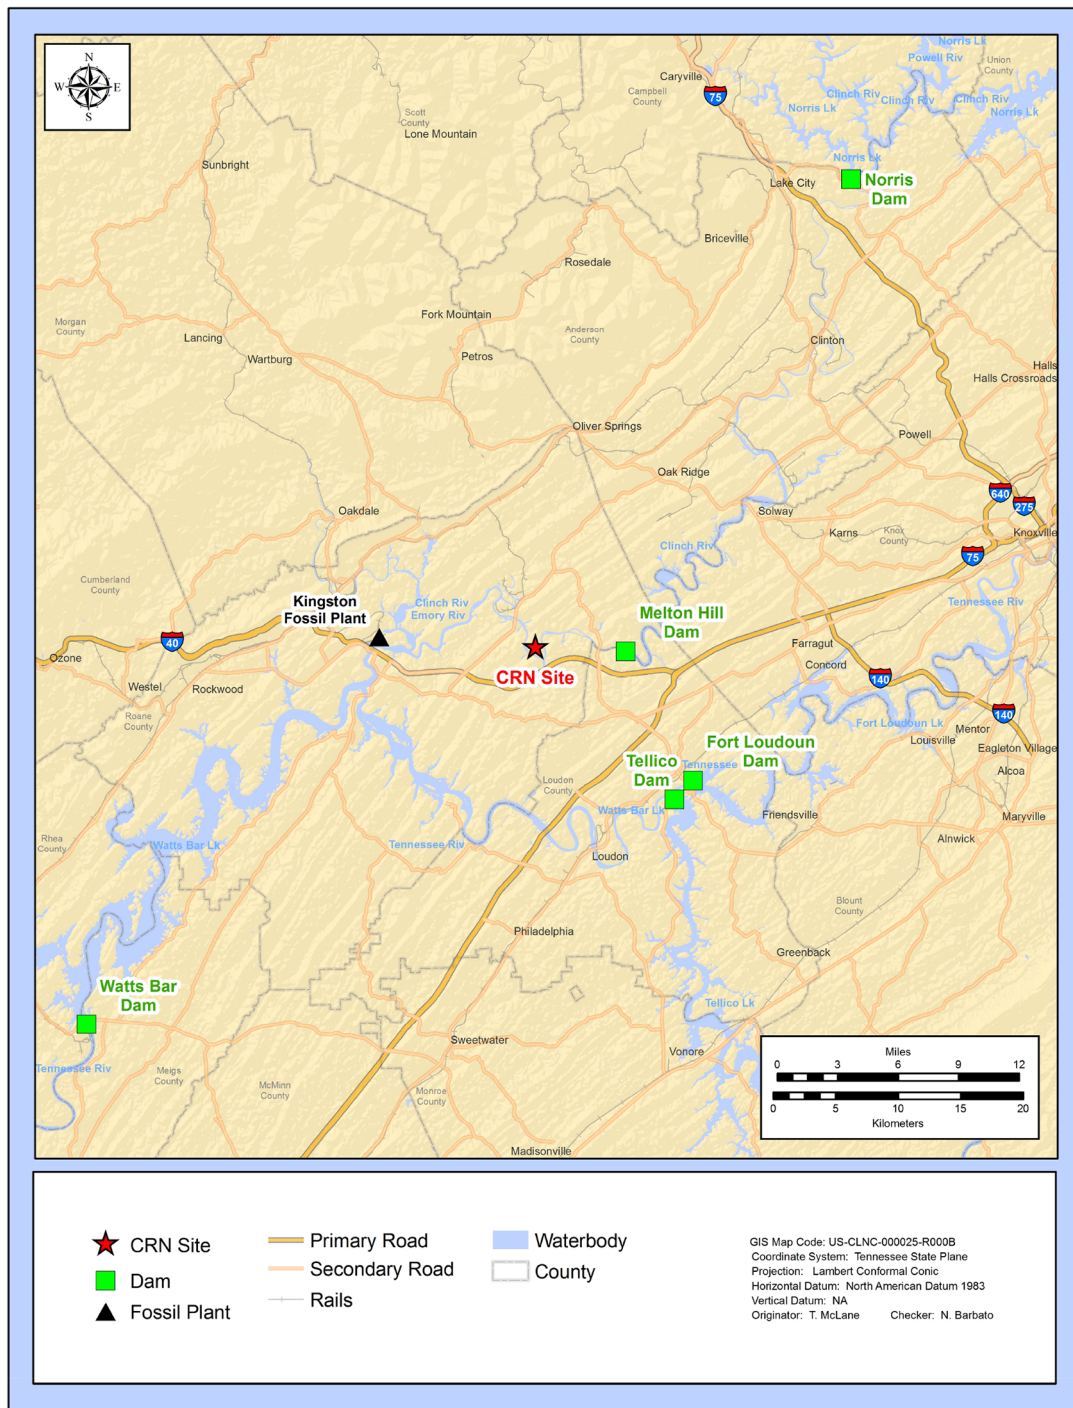 N
W E
S
Norris Lk
Powell Riv
Union
County
Caryville
75
Campbell
County
Clinch Riv
Clinch Riv
Clinch Riv
Norris Lk
Norris Lk
Scott
County
Lone Mountain
Sunbright
Norris Lk
Lake City
Norris
Dam
Briceville
Rosedale
Fork Mountain
Morgan
County
Anderson
County
Lancing
Wartburg
Petros
Clinton
Halls
Halls Crossroads
Oliver Springs
Powell
Oak Ridge
640
275
Oakdale
Solway
Karns
Knox
County
Knoxville
Clinch Riv
75
Cumberland
County
Kingston
Fossil Plant
Clinch Riv
Emory Riv
Melton Hill
Dam
Tennessee Riv
40
Ozone
CRN Site
Farragut
Concord
140
Westel
Rockwood
Roane
County
140
Fort Loudoun Lk
Mentor
Louisville
Eagleton Village
Fort Loudoun
Dam
Tellico
Dam
Tennessee
Alcoa
Loudon
County
Watts Bar Lk
Friendsville
Maryville
Rhea
County
Watts Bar Lk
Tennessee Riv
Loudon
Alnwick
Blount
County
Philadelphia
Greenback
Watts Bar
Dam
Tellico Lk
Sweetwater
Vonore
Tennessee Riv
Meigs
County
McMinn
County
Monroe
County
Madisonville
Miles
0 3 6 9 12
0 5 10 15 20
Kilometers
CRN Site
Dam
Fossil Plant
Primary Road
Secondary Road
Rails
Waterbody
County
GIS Map Code: US-CLNC-000025-R000B
Coordinate System: Tennessee State Plane
Projection: Lambert Conformal Conic
Horizontal Datum: North American Datum 1983
Vertical Datum: NA
Originator: T. McLane Checker: N. Barbato